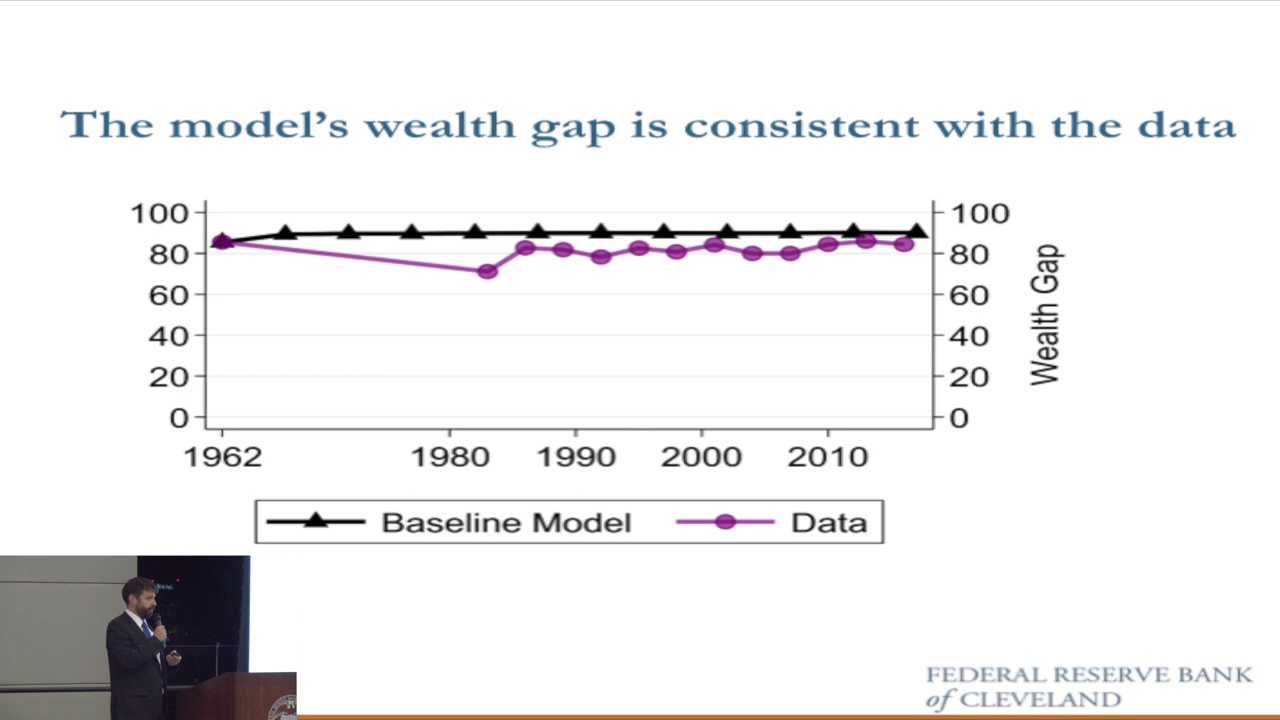 The model's wealth gap is consistent with the data
100
80
60
40
20
0
100
80
60
40
20
0
Wealth Gap
1962 1980 1990 2000 2010
Baseline Model Data
FEDERAL RESERVE BANK
of CLEVELAND